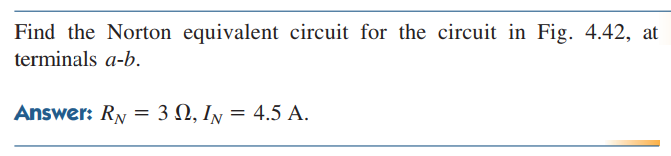 Find the Norton equivalent circuit for the circuit in Fig. 4.42, at
terminals a-b.
Answer: R_N = 3 Ω, I_N = 4.5 A.